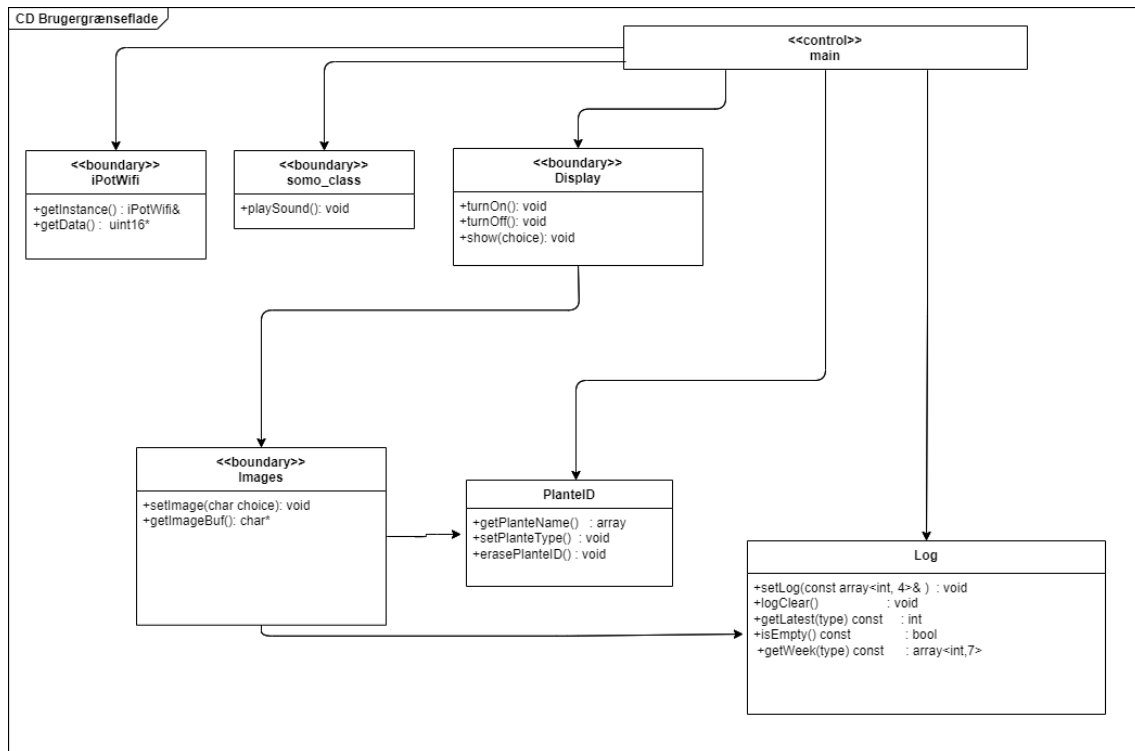 CD Brugergrænseflade
<<control>>
main
<<boundary>>
iPotWifi
+getInstance() : iPotWifi&
+getData() : uint16*
<<boundary>>
somo_class
+playSound(): void
<<boundary>>
Display
+turnOn(): void
+turnOff(): void
+show(choice): void
<<boundary>>
Images
+setImage(char choice): void
+getImageBuf(): char*
PlanteID
+getPlanteName() : array
+setPlanteType() : void
+erasePlanteID() : void
Log
+setLog(const array<int, 4>& ) : void
+logClear() : void
+getLatest(type) const : int
+isEmpty() const : bool
+getWeek(type) const : array<int,7>